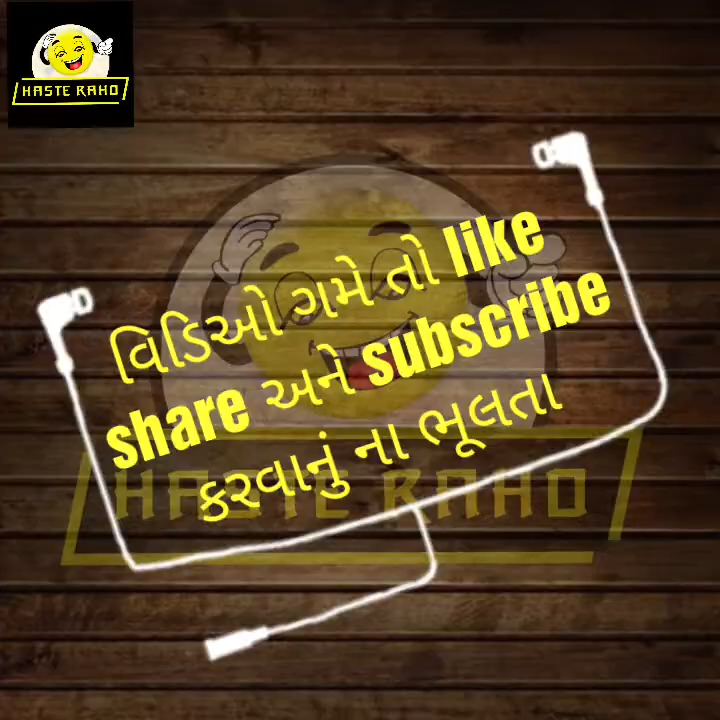 HASTE RAHO
વિડિઓ ગમે તો like
share અને subscribe
કરવાનું ના ભૂલતા
HASTE RAHO